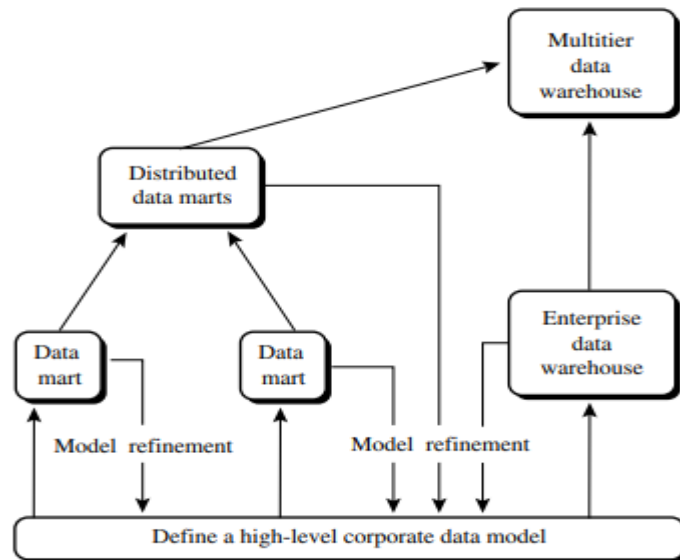 Multitier
data
warehouse
Distributed
data marts
Data
mart
Data
mart
Enterprise
data
warehouse
Model refinement
Model refinement
Define a high-level corporate data model